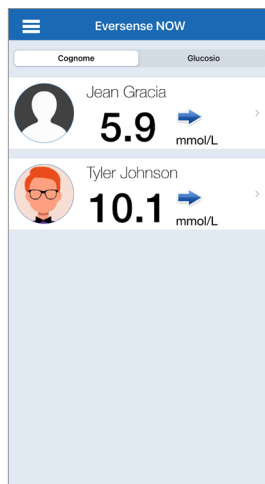 Eversense NOW
Cognome Glucosio
Jean Gracia
5.9
mmol/L
Tyler Johnson
10.1
mmol/L